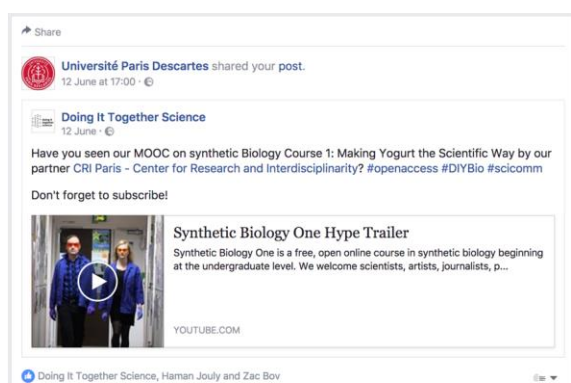 Share
Université Paris Descartes shared your post.
12 June at 17:00 ·
Doing It Together Science
12 June ·
Have you seen our MOOC on synthetic Biology Course 1: Making Yogurt the Scientific Way by our
partner CRI Paris - Center for Research and Interdisciplinarity? #openaccess #DIYBio #scicomm
Don't forget to subscribe!
Synthetic Biology One Hype Trailer
Synthetic Biology One is a free, open online course in synthetic biology beginning
at the undergraduate level. We welcome scientists, artists, journalists, p...
YOUTUBE.COM
Doing It Together Science, Haman Jouly and Zac Bov